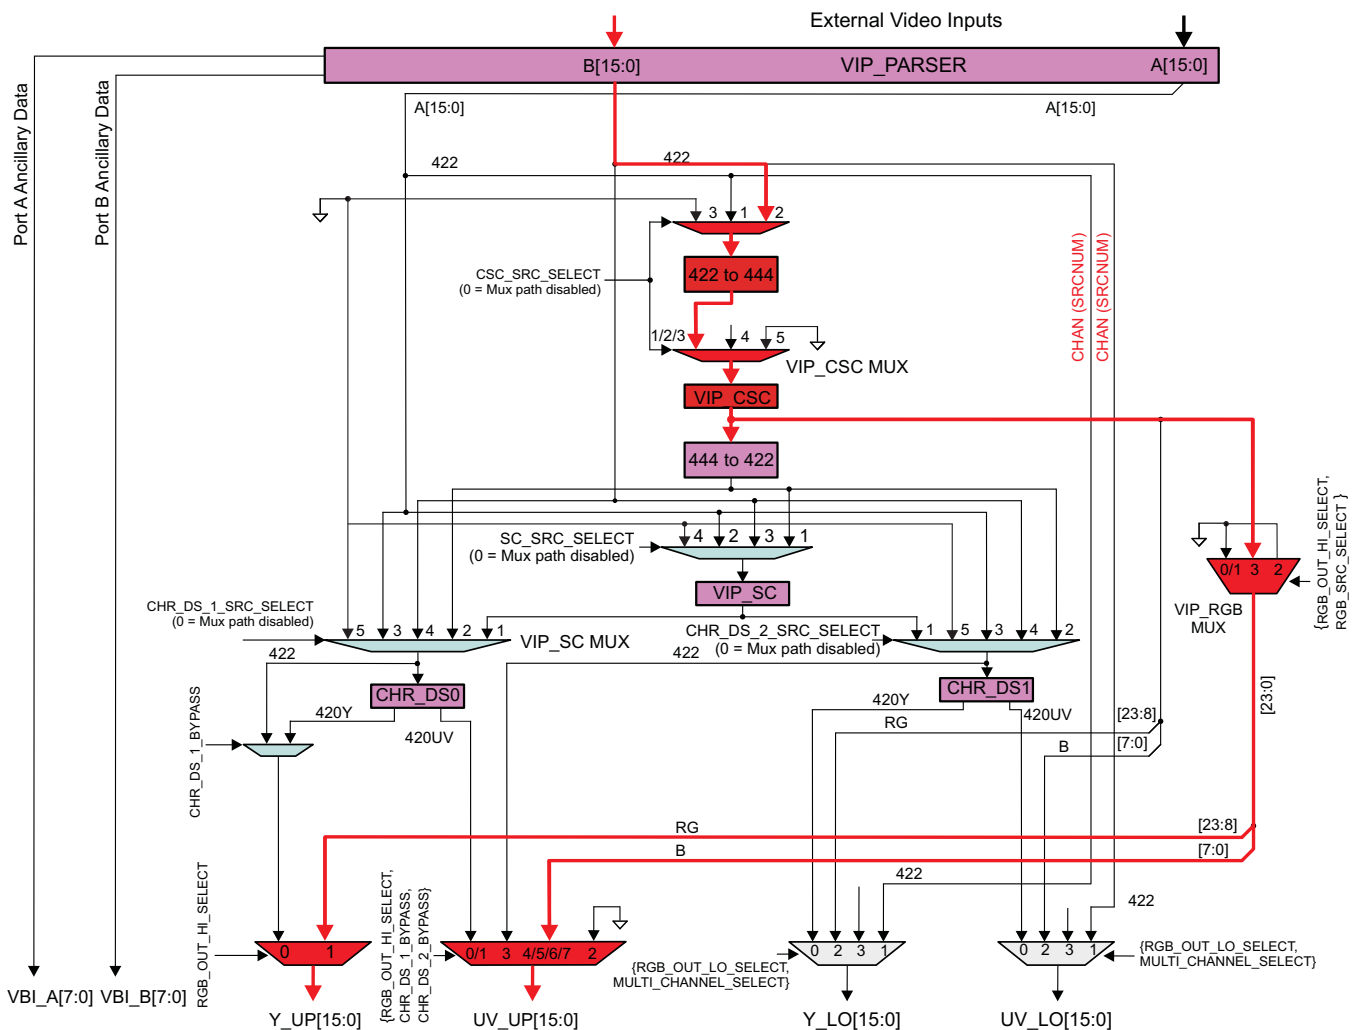 External Video Inputs
B[15:0]
VIP_PARSER
A[15:0]
A[15:0]
A[15:0]
Port A Ancillary Data
Port B Ancillary Data
422
422
3
1
2
CSC_SRC_SELECT
(0 = Mux path disabled)
422 to 444
CHAN (SRCNUM)
CHAN (SRCNUM)
1/2/3
4
5
VIP_CSC MUX
VIP_CSC
444 to 422
SC_SRC_SELECT
(0 = Mux path disabled)
4
2
3
1
{RGB_OUT_HI_SELECT,
RGB_SRC_SELECT }
0/1
3
2
VIP_RGB
MUX
VIP_SC
CHR_DS_1_SRC_SELECT
(0 = Mux path disabled)
5
3
4
2
1
VIP_SC MUX
CHR_DS_2_SRC_SELECT
(0 = Mux path disabled)
1
5
3
4
2
422
422
CHR_DS0
CHR_DS1
420Y
420UV
420Y
420UV
[23:0]
CHR_DS_1_BYPASS
RG
[23:8]
B
[7:0]
RG
[23:8]
B
[7:0]
422
422
RGB_OUT_HI_SELECT
0
1
{RGB_OUT_HI_SELECT,
CHR_DS_1_BYPASS,
CHR_DS_2_BYPASS}
0/1
3
4/5/6/7
2
0
2
3
1
{RGB_OUT_LO_SELECT,
MULTI_CHANNEL_SELECT}
0
2
3
1
{RGB_OUT_LO_SELECT,
MULTI_CHANNEL_SELECT}
VBI_A[7:0]
VBI_B[7:0]
Y_UP[15:0]
UV_UP[15:0]
Y_LO[15:0]
UV_LO[15:0]